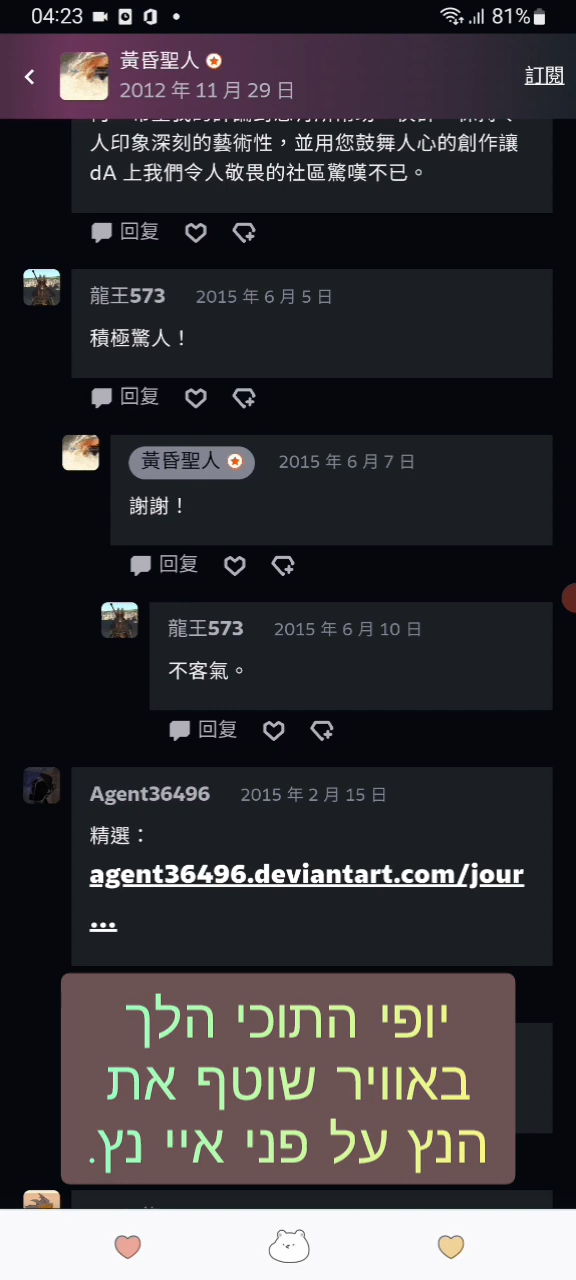 04:23 81%
黃昏聖人
2012 年 11 月 29 日
訂閱
人印象深刻的藝術性，並用您鼓舞人心的創作讓
dA 上我們令人敬畏的社區驚嘆不已。
回复
龍王573 2015 年 6 月 5 日
積極驚人！
回复
黃昏聖人 2015 年 6 月 7 日
謝謝！
回复
龍王573 2015 年 6 月 10 日
不客氣。
回复
Agent36496 2015 年 2 月 15 日
精選：
agent36496.deviantart.com/jour
...
יופי התוכי הלך
באוויר שוטף את
הנץ על פני איי נץ.